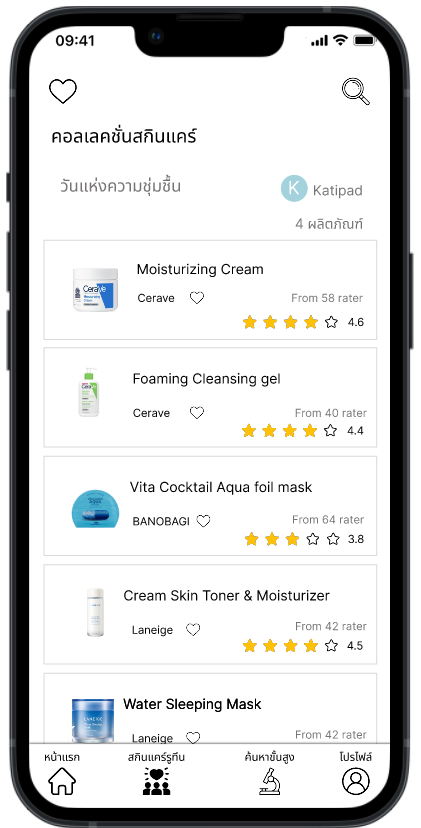 09:41
คอลเลคชั่นสกินแคร์
วันแห่งความชุ่มชื้น
K Katipad
4 ผลิตภัณฑ์
Moisturizing Cream
Cerave
From 58 rater
4.6
CeraVe
Foaming Cleansing gel
Cerave
From 40 rater
4.4
Vita Cocktail Aqua foil mask
BANOBAGI
From 64 rater
3.8
Cream Skin Toner & Moisturizer
Laneige
From 42 rater
4.5
Water Sleeping Mask
Laneige
From 42 rater
LANEIGE
หน้าแรก สกินแคร์รูทีน ค้นหาขั้นสูง โปรไฟล์